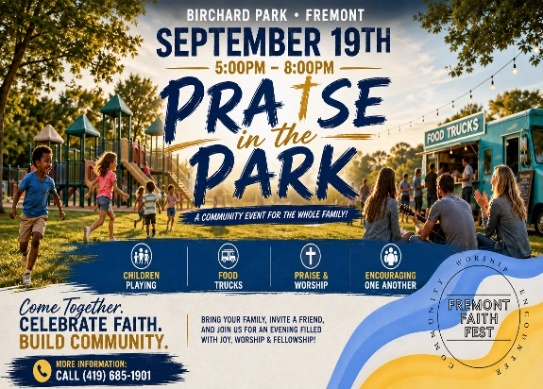 BIRCHARD PARK • FREMONT
SEPTEMBER 19TH
5:00PM – 8:00PM
PRAISE
in the
PARK
A COMMUNITY EVENT FOR THE WHOLE FAMILY!
FOOD TRUCKS
CHILDREN
PLAYING
FOOD
TRUCKS
PRAISE &
WORSHIP
ENCOURAGING
ONE ANOTHER
Come Together.
CELEBRATE FAITH.
BUILD COMMUNITY.
BRING YOUR FAMILY, INVITE A FRIEND,
AND JOIN US FOR AN EVENING FILLED
WITH JOY, WORSHIP & FELLOWSHIP!
MORE INFORMATION:
CALL (419) 685-1901
COMMUNITY WORSHIP ENCOUNTER
FREMONT
FAITH
FEST